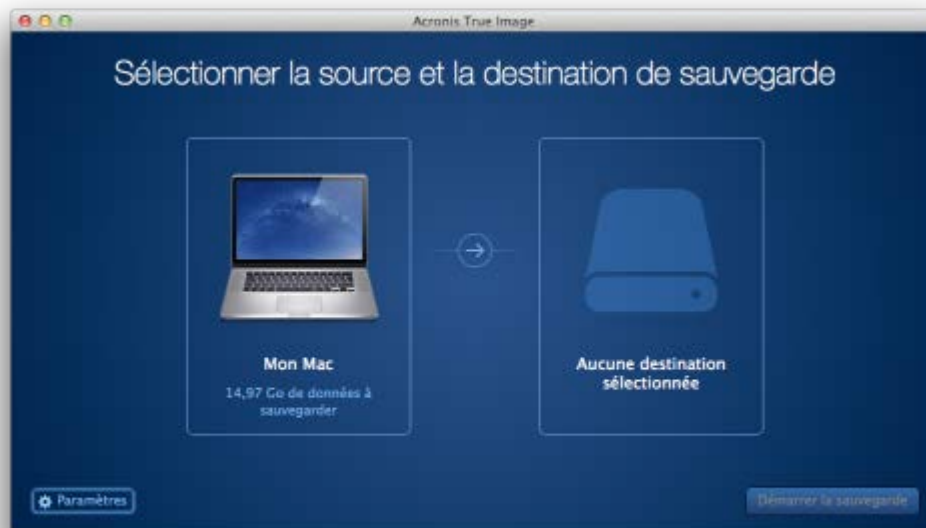 Acronis True Image
Sélectionner la source et la destination de sauvegarde
Mon Mac
14,97 Go de données à
sauvegarder
Aucune destination
sélectionnée
Paramètres
Démarrer la sauvegarde